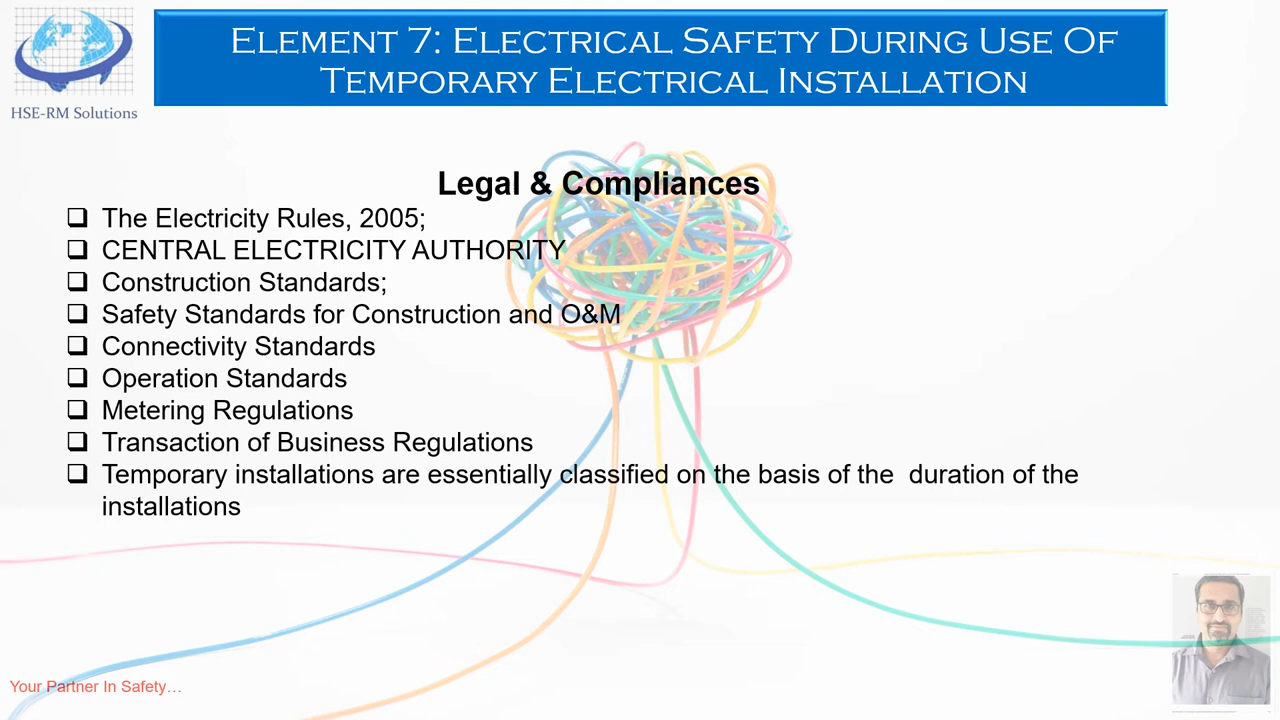 HSE-RM Solutions
ELEMENT 7: ELECTRICAL SAFETY DURING USE OF
TEMPORARY ELECTRICAL INSTALLATION
Legal & Compliances
❑ The Electricity Rules, 2005;
❑ CENTRAL ELECTRICITY AUTHORITY
❑ Construction Standards;
❑ Safety Standards for Construction and O&M
❑ Connectivity Standards
❑ Operation Standards
❑ Metering Regulations
❑ Transaction of Business Regulations
❑ Temporary installations are essentially classified on the basis of the  duration of the
installations
Your Partner In Safety…